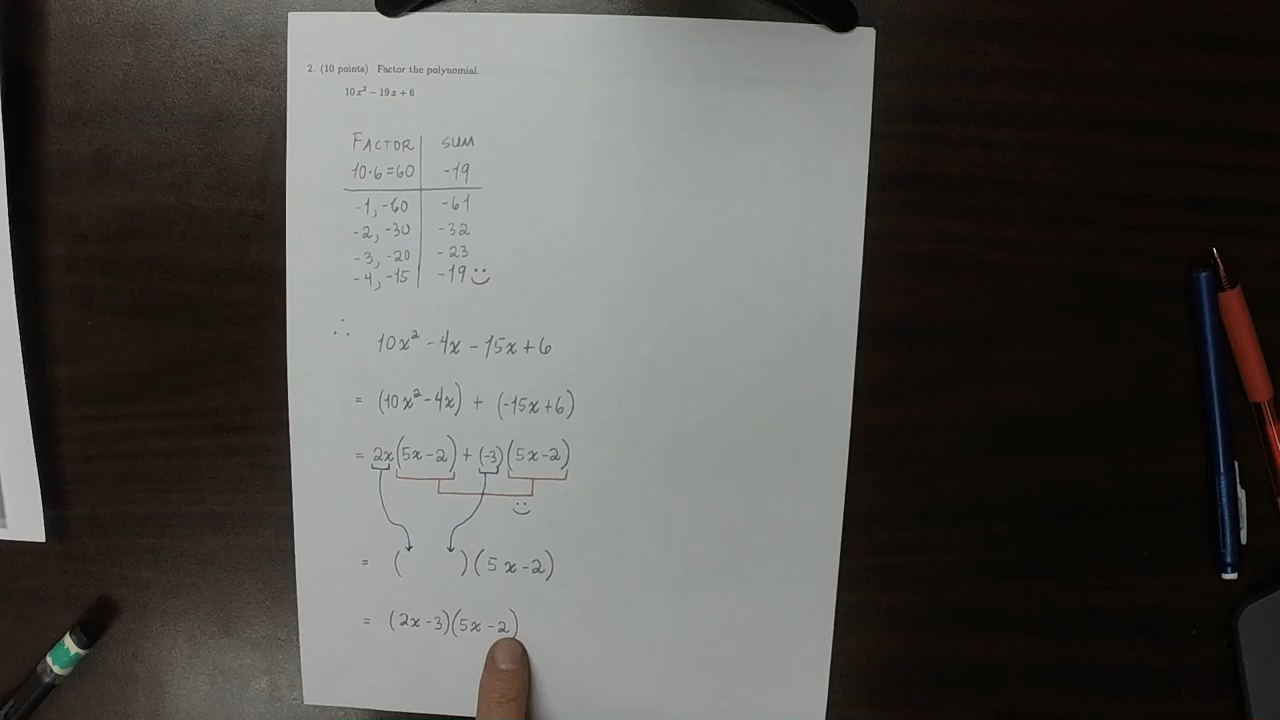 2. (10 points) Factor the polynomial.
10x² − 19x + 6
FACTOR | SUM
10·6=60 | -19
-1, -60 | -61
-2, -30 | -32
-3, -20 | -23
-4, -15 | -19
∴ 10x² - 4x - 15x + 6
= (10x² - 4x) + (-15x + 6)
= 2x(5x - 2) + (-3)(5x - 2)
= (      )(5x - 2)
= (2x - 3)(5x - 2)